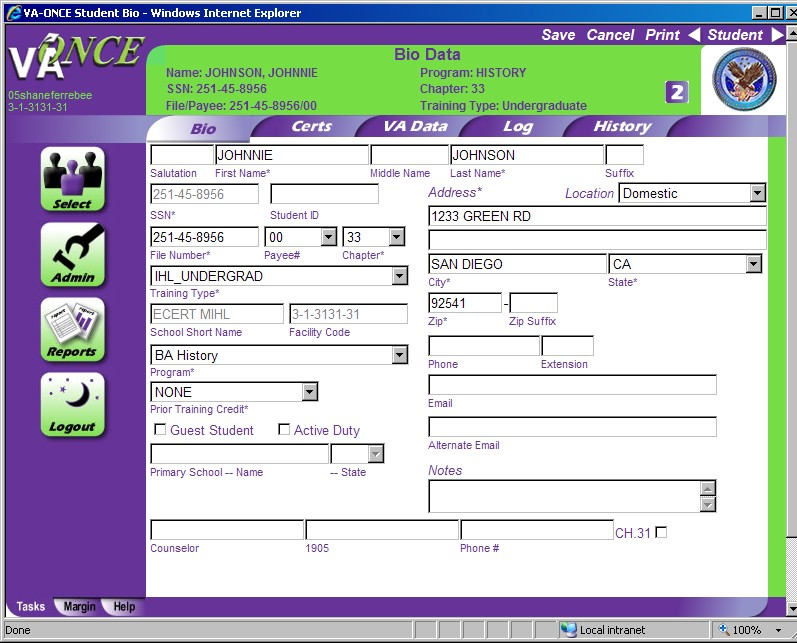 VA-ONCE Student Bio - Windows Internet Explorer
Save Cancel Print Student
VA ONCE
05shaneferrebee
3-1-3131-31
Bio Data
Name: JOHNSON, JOHNNIE Program: HISTORY
SSN: 251-45-8956 Chapter: 33
File/Payee: 251-45-8956/00 Training Type: Undergraduate
2
Bio Certs VA Data Log History
Select
Admin
Reports
Logout
JOHNNIE JOHNSON
Salutation First Name* Middle Name Last Name* Suffix
251-45-8956
SSN* Student ID
251-45-8956 00 33
File Number* Payee# Chapter*
IHL_UNDERGRAD
Training Type*
ECERT MIHL 3-1-3131-31
School Short Name Facility Code
BA History
Program*
NONE
Prior Training Credit*
Guest Student Active Duty
Primary School -- Name -- State
Address* Location Domestic
1233 GREEN RD
SAN DIEGO CA
City* State*
92541 -
Zip* Zip Suffix
Phone Extension
Email
Alternate Email
Notes
CH.31
Counselor 1905 Phone #
Tasks Margin Help
Done Local intranet 100%